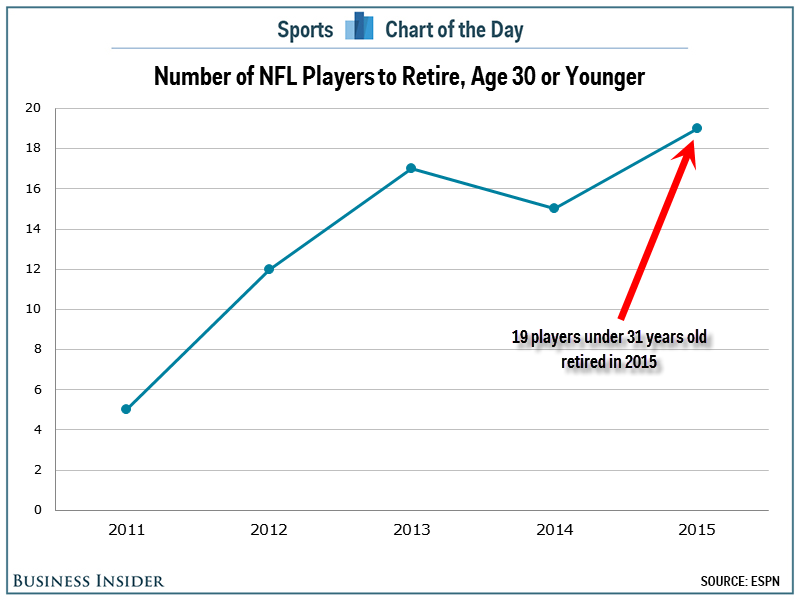 Sports Chart of the Day
Number of NFL Players to Retire, Age 30 or Younger
20
18
16
14
12
10
8
6
4
2
0
19 players under 31 years old
retired in 2015
2011 2012 2013 2014 2015
BUSINESS INSIDER SOURCE: ESPN